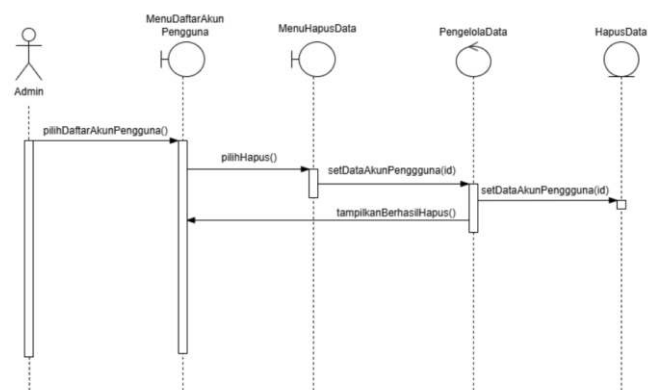 MenuDaftarAkun
Pengguna
MenuHapusData
PengelolaData
HapusData
Admin
pilihDaftarAkunPengguna()
pilihHapus()
setDataAkunPenggguna(id)
setDataAkunPenggguna(id)
tampilkanBerhasilHapus()